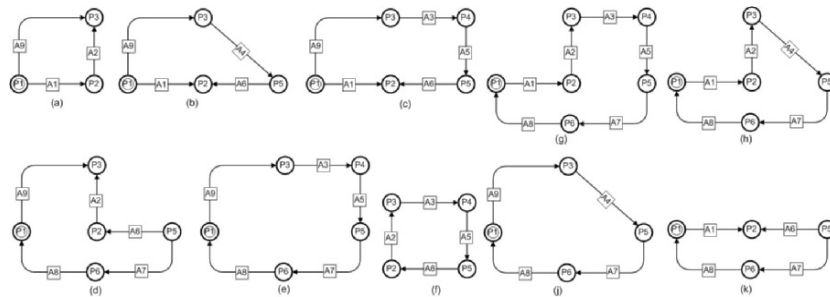 P3 P3 P3 A3 P4 P3 A3 P4 P3
A9 A2 A9 A4 A9 A5 A2 A5 A2 A4
P1 A1 P2 P1 A1 P2 A6 P5 P1 A1 P2 A6 P5 P1 A1 P2 P5 P1 A1 P2 P5
(a) (b) (c)
A8 P6 A7 A8 P6 A7
(g) (h)
P3 P3 A3 P4 P3
A9 A2 A9 A5 P3 A3 P4 A9 A4
P1 P2 A6 P5 P1 P5 A2 A5 P1 P5 P1 A1 P2 A6 P5
A8 P6 A7 A8 P6 A7 P2 A6 P5 A8 P6 A7 A8 P6 A7
(d) (e) (f) (j) (k)